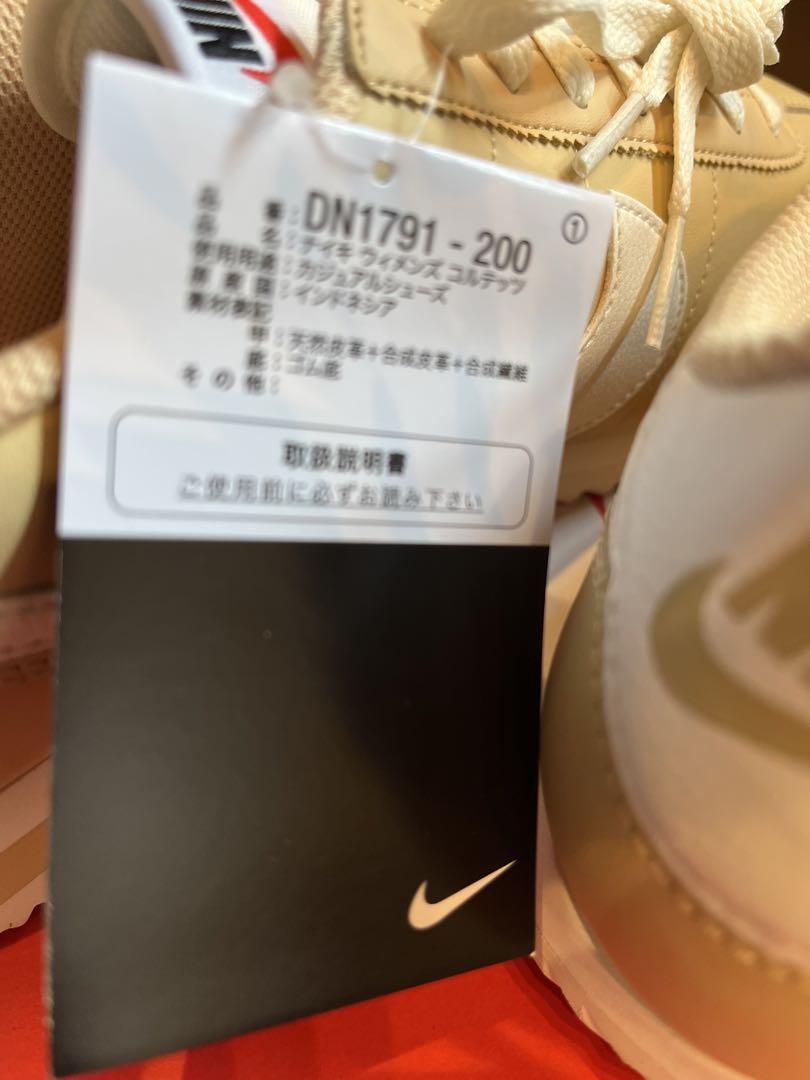 NIK
①
品 番：DN1791 - 200
品 名：ナイキ ウィメンズ コルテッツ
使用用途：カジュアルシューズ
原産国：インドネシア
素材表記
甲：天然皮革＋合成皮革＋合成繊維
底：ゴム底
その他：
取扱説明書
ご使用前に必ずお読み下さい